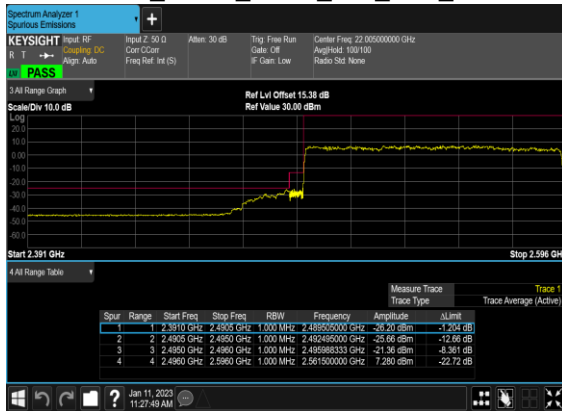 Spectrum Analyzer 1
Spurious Emissions
+
KEYSIGHT Input: RF Input Z: 50 Ω Atten: 30 dB Trig: Free Run Center Freq: 22.005000000 GHz
R T Coupling: DC Corr CCorr Gate: Off Avg|Hold: 100/100
Align: Auto Freq Ref: Int (S) IF Gain: Low Radio Std: None
PASS
3 All Range Graph
Ref Lvl Offset 15.38 dB
Scale/Div 10.0 dB Ref Value 30.00 dBm
Log
20.0
10.0
0.00
-10.0
-20.0
-30.0
-40.0
-50.0
-60.0
Start 2.391 GHz Stop 2.596 GH
4 All Range Table
Measure Trace Trace 1
Trace Type Trace Average (Active)
Spur Range Start Freq Stop Freq RBW Frequency Amplitude ΔLimit
1 1 2.3910 GHz 2.4905 GHz 1.000 MHz 2.489505000 GHz -26.20 dBm -1.204 dB
2 2 2.4905 GHz 2.4950 GHz 1.000 MHz 2.492495000 GHz -25.66 dBm -12.66 dB
3 3 2.4950 GHz 2.4960 GHz 1.000 MHz 2.495988333 GHz -21.36 dBm -8.361 dB
4 4 2.4960 GHz 2.5960 GHz 1.000 MHz 2.561500000 GHz 7.280 dBm -22.72 dB
? Jan 11, 2023
11:27:49 AM